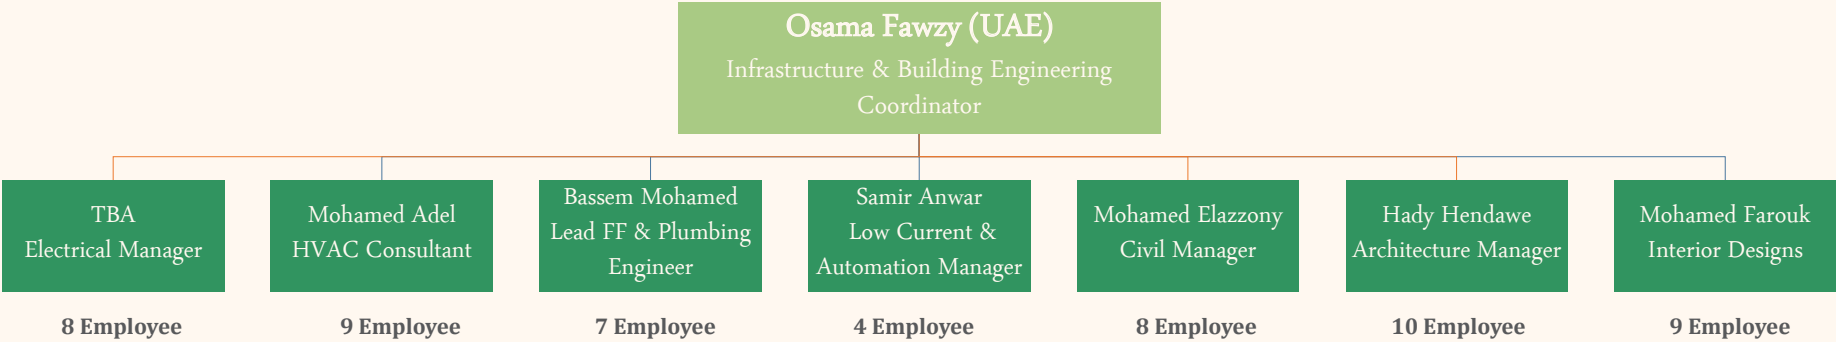 Osama Fawzy (UAE)
Infrastructure & Building Engineering
Coordinator
TBA
Electrical Manager
Mohamed Adel
HVAC Consultant
Bassem Mohamed
Lead FF & Plumbing
Engineer
Samir Anwar
Low Current &
Automation Manager
Mohamed Elazzony
Civil Manager
Hady Hendawe
Architecture Manager
Mohamed Farouk
Interior Designs
8 Employee
9 Employee
7 Employee
4 Employee
8 Employee
10 Employee
9 Employee